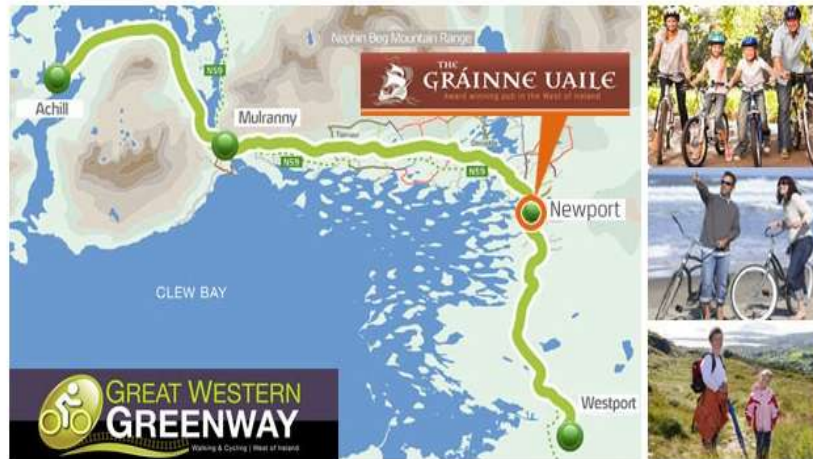 Nephin Beg Mountain Range
THE
GRÁINNE UAILE
Award winning pub in the West of Ireland
N59
Achill
Mulranny
N59
N59
Newport
CLEW BAY
Westport
GREAT WESTERN
GREENWAY
Walking & Cycling | West of Ireland